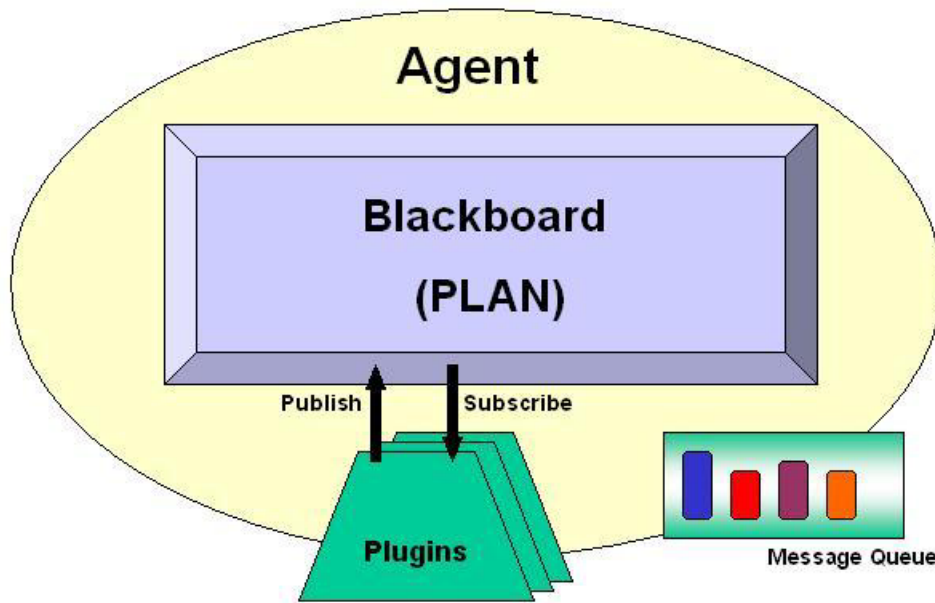 Agent
Blackboard
(PLAN)
Publish
Subscribe
Plugins
Message Queue